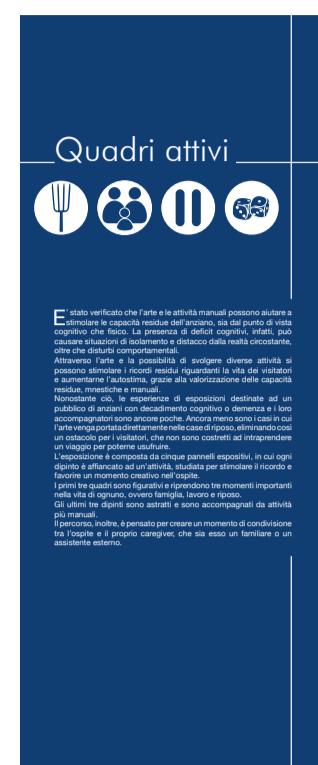 Quadri attivi
E' stato verificato che l'arte e le attività manuali possono aiutare a
stimolare le capacità residue dell'anziano, sia dal punto di vista
cognitivo che fisico. La presenza di deficit cognitivi, infatti, può
causare situazioni di isolamento e distacco dalla realtà circostante,
oltre che disturbi comportamentali.
Attraverso l'arte e la possibilità di svolgere diverse attività si
possono stimolare i ricordi residui riguardanti la vita dei visitatori
e aumentarne l'autostima, grazie alla valorizzazione delle capacità
residue, mnestiche e manuali.
Nonostante ciò, le esperienze di esposizioni destinate ad un
pubblico di anziani con decadimento cognitivo o demenza e i loro
accompagnatori sono ancora poche. Ancora meno sono i casi in cui
l'arte venga portata direttamente nelle case di riposo, eliminando così
un ostacolo per i visitatori, che non sono costretti ad intraprendere
un viaggio per poterne usufruire.
L'esposizione è composta da cinque pannelli espositivi, in cui ogni
dipinto è affiancato ad un'attività, studiata per stimolare il ricordo e
favorire un momento creativo nell'ospite.
I primi tre quadri sono figurativi e riprendono tre momenti importanti
nella vita di ognuno, ovvero famiglia, lavoro e riposo.
Gli ultimi tre dipinti sono astratti e sono accompagnati da attività
più manuali.
Il percorso, inoltre, è pensato per creare un momento di condivisione
tra l'ospite e il proprio caregiver, che sia esso un familiare o un
assistente esterno.